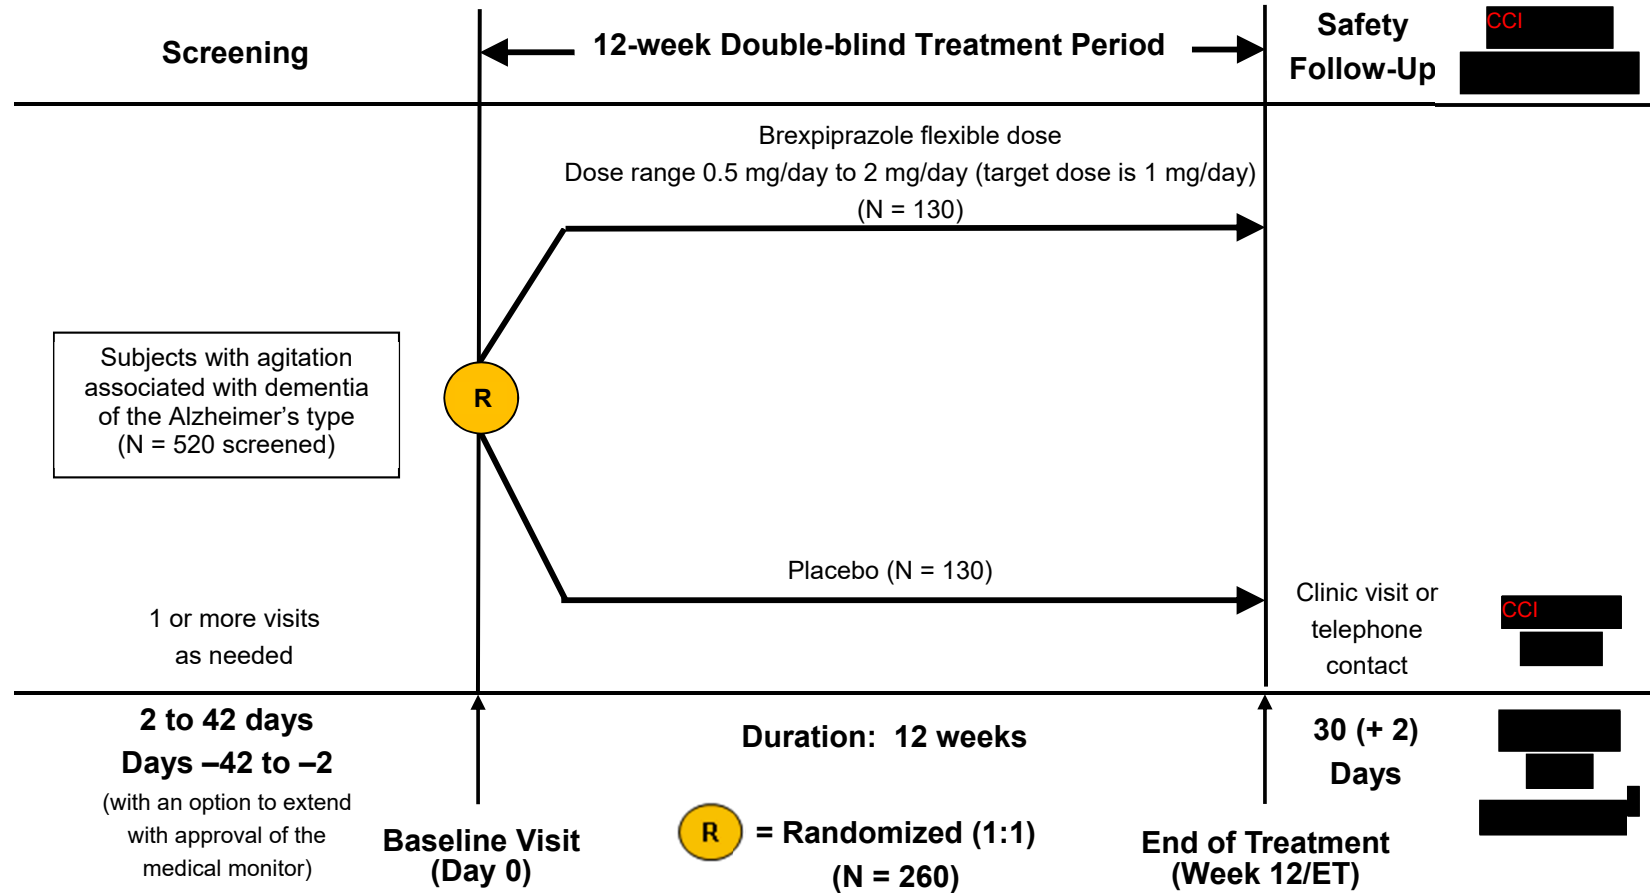 Screening
12-week Double-blind Treatment Period
Safety
Follow-Up
CCI
Brexpiprazole flexible dose
Dose range 0.5 mg/day to 2 mg/day (target dose is 1 mg/day)
(N = 130)
Subjects with agitation
associated with dementia
of the Alzheimer’s type
(N = 520 screened)
R
Placebo (N = 130)
1 or more visits
as needed
Clinic visit or
telephone
contact
CCI
2 to 42 days
Days –42 to –2
(with an option to extend
with approval of the
medical monitor)
Baseline Visit
(Day 0)
Duration: 12 weeks
R = Randomized (1:1)
(N = 260)
End of Treatment
(Week 12/ET)
30 (+ 2)
Days